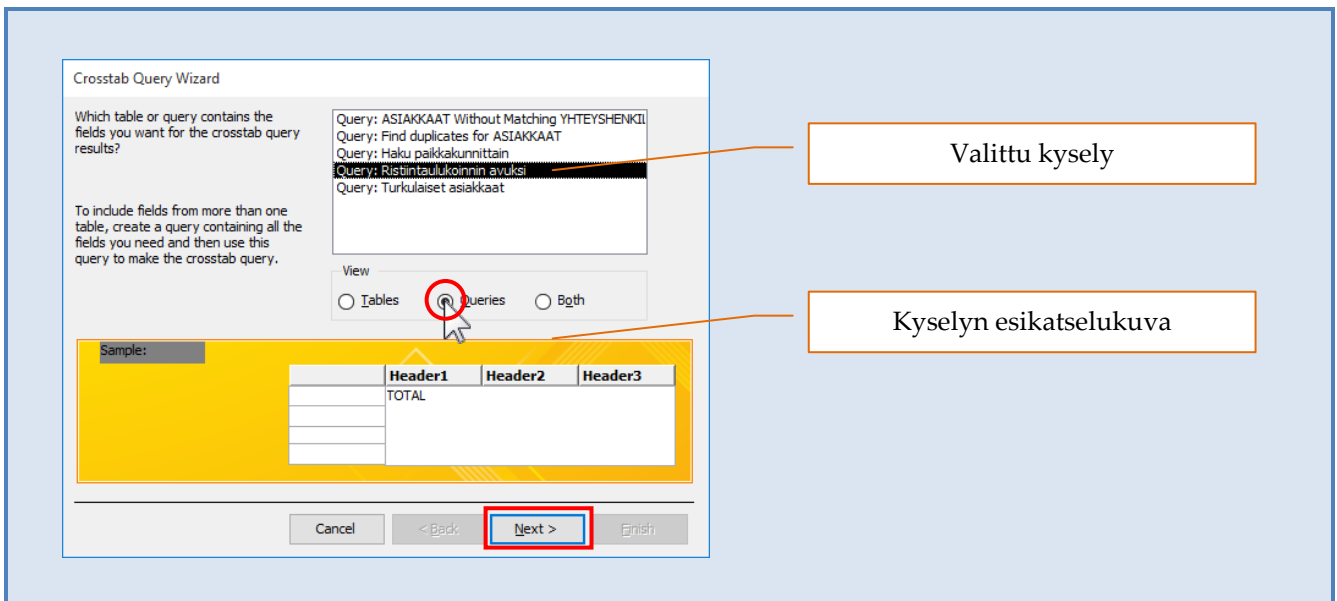 Crosstab Query Wizard
Which table or query contains the
fields you want for the crosstab query
results?
To include fields from more than one
table, create a query containing all the
fields you need and then use this
query to make the crosstab query.
Query: ASIAKKAAT Without Matching YHTEYSHENKIL
Query: Find duplicates for ASIAKKAAT
Query: Haku paikkakunnittain
Query: Ristiintaulukoinnin avuksi
Query: Turkulaiset asiakkaat
View
Tables Queries Both
Valittu kysely
Kyselyn esikatselukuva
Sample:
Header1 Header2 Header3
TOTAL
Cancel < Back Next > Finish